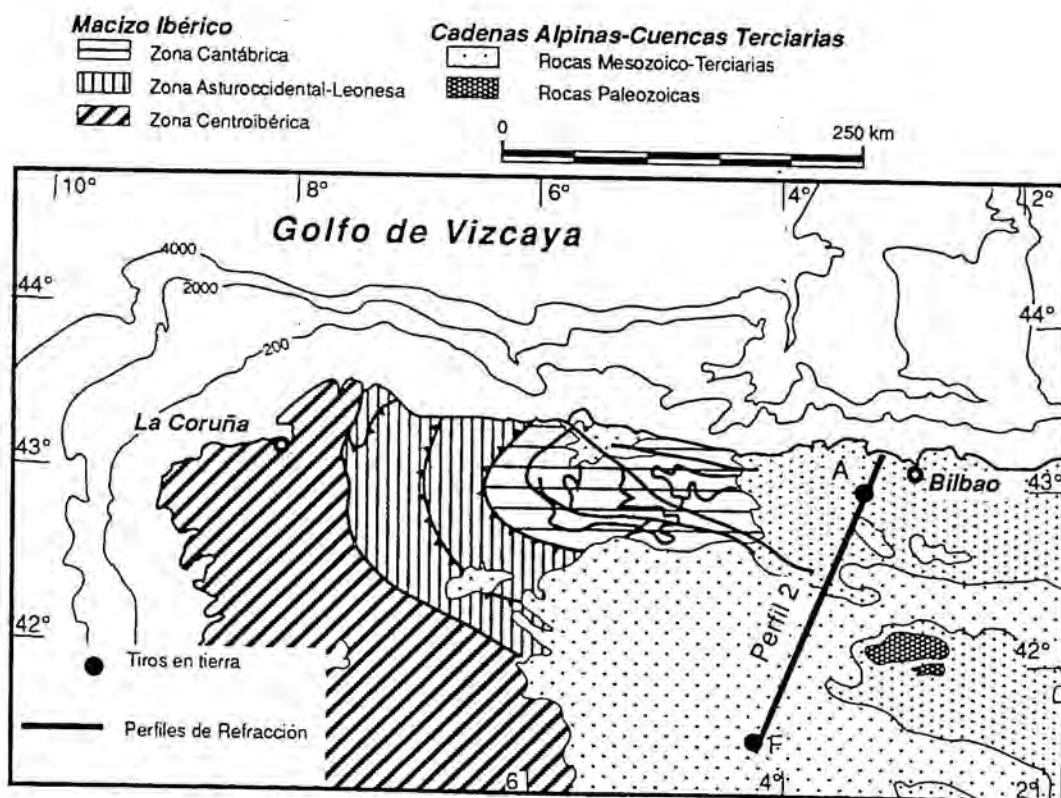 Macizo Ibérico
Zona Cantábrica
Zona Asturoccidental-Leonesa
Zona Centroibérica
Cadenas Alpinas-Cuencas Terciarias
Rocas Mesozoico-Terciarias
Rocas Paleozoicas
0 250 km
10° 8° 6° 4° 2°
Golfo de Vizcaya
4000
2000
200
44° 44°
La Coruña
43° 43°
A
Bilbao
Perfil 2
42° 42°
Tiros en tierra
F
Perfiles de Refracción
6 4° 2°